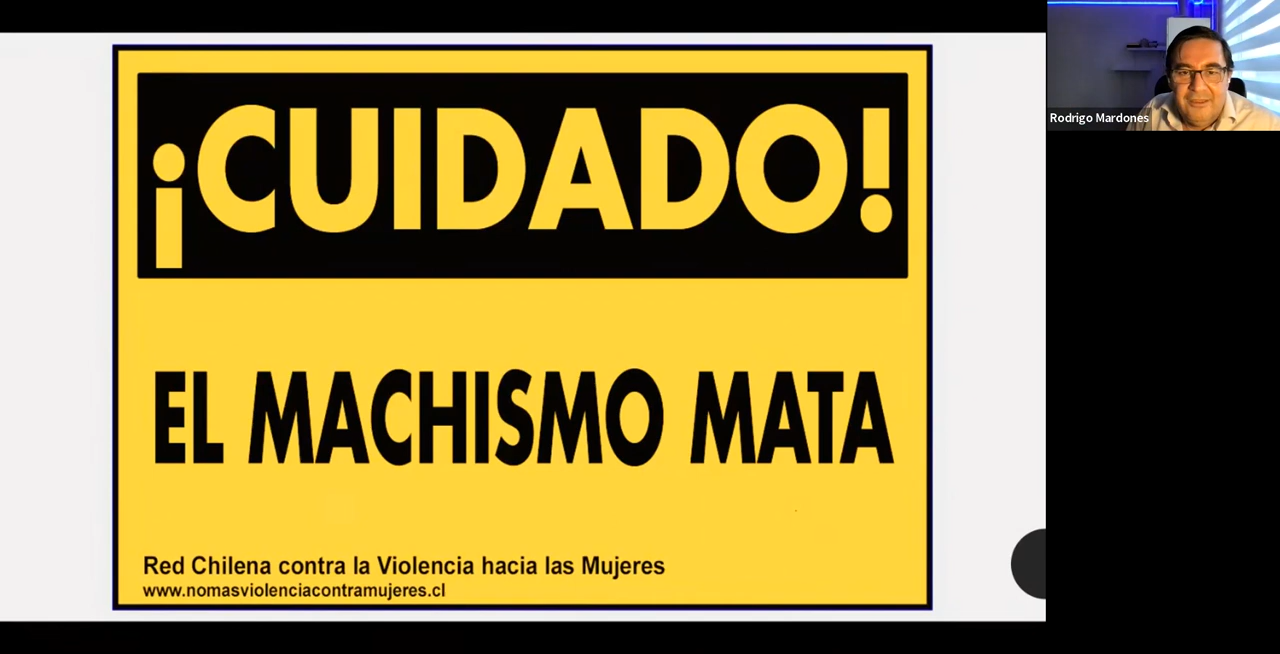 ¡CUIDADO!
EL MACHISMO MATA
Red Chilena contra la Violencia hacia las Mujeres
www.nomasviolenciacontramujeres.cl
Rodrigo Mardones